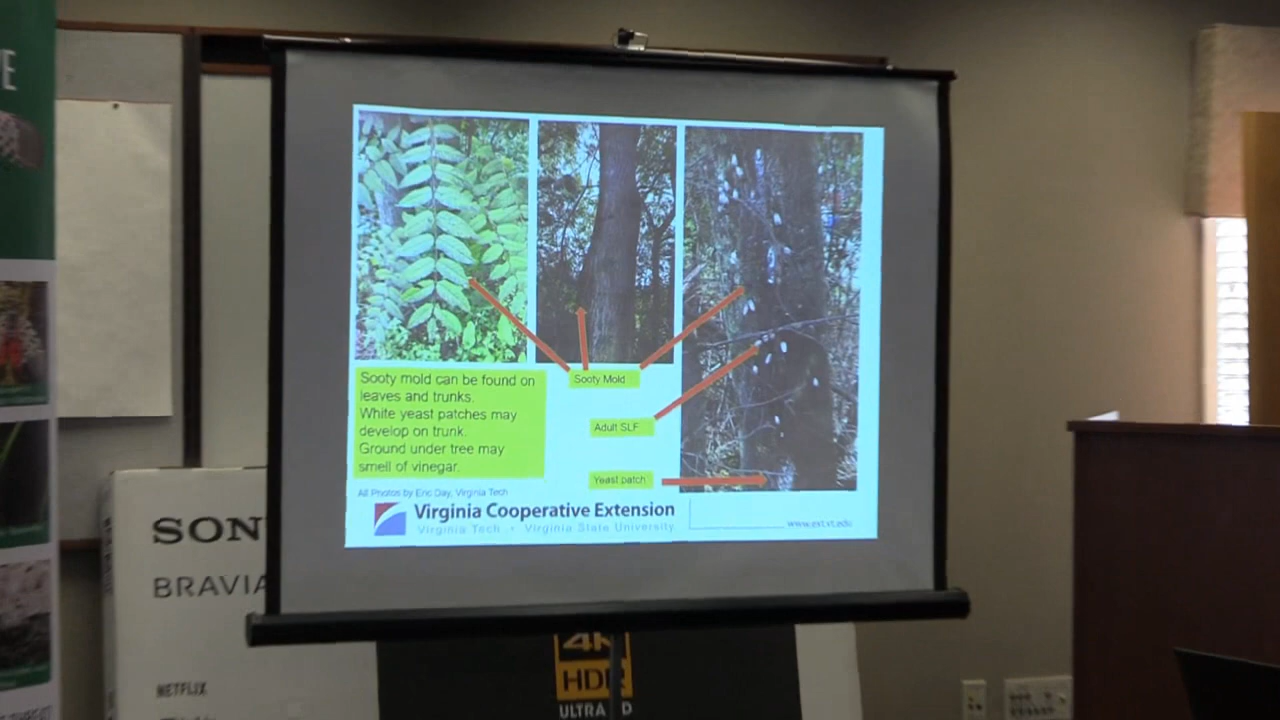 Sooty mold can be found on
leaves and trunks.
White yeast patches may
develop on trunk.
Ground under tree may
smell of vinegar.
Sooty Mold
Adult SLF
Yeast patch
All Photos by Eric Day, Virginia Tech
Virginia Cooperative Extension
Virginia Tech • Virginia State University
www.ext.vt.edu
SON
BRAVIA
NETFLIX
4K
HDR
ULTRA HD